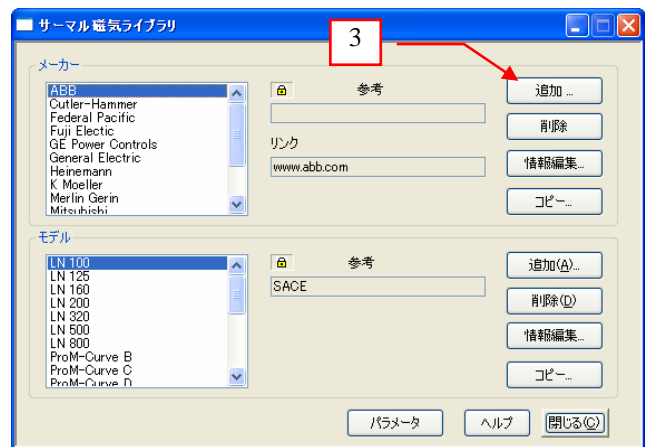 サーマル 磁気ライブラリ
3
メーカー
ABB
Cutler-Hammer
Federal Pacific
Fuji Electic
GE Power Controls
General Electric
Heinemann
K Moeller
Merlin Gerin
Mitsubishi
参考
リンク
www.abb.com
追加 ...
削除
情報編集...
コピー...
モデル
LN 100
LN 125
LN 160
LN 200
LN 320
LN 500
LN 800
ProM-Curve B
ProM-Curve C
ProM-Curve D
参考
SACE
追加(A)...
削除(D)
情報編集...
コピー...
パラメータ
ヘルプ
閉じる(C)